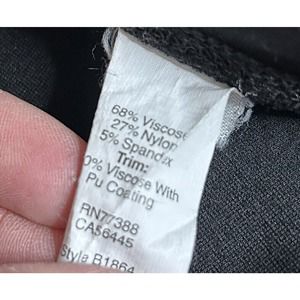 68% Viscose
27% Nylon
5% Spandex
Trim:
0% Viscose With
Pu Coating
RN77388
CA56445
Style B1864